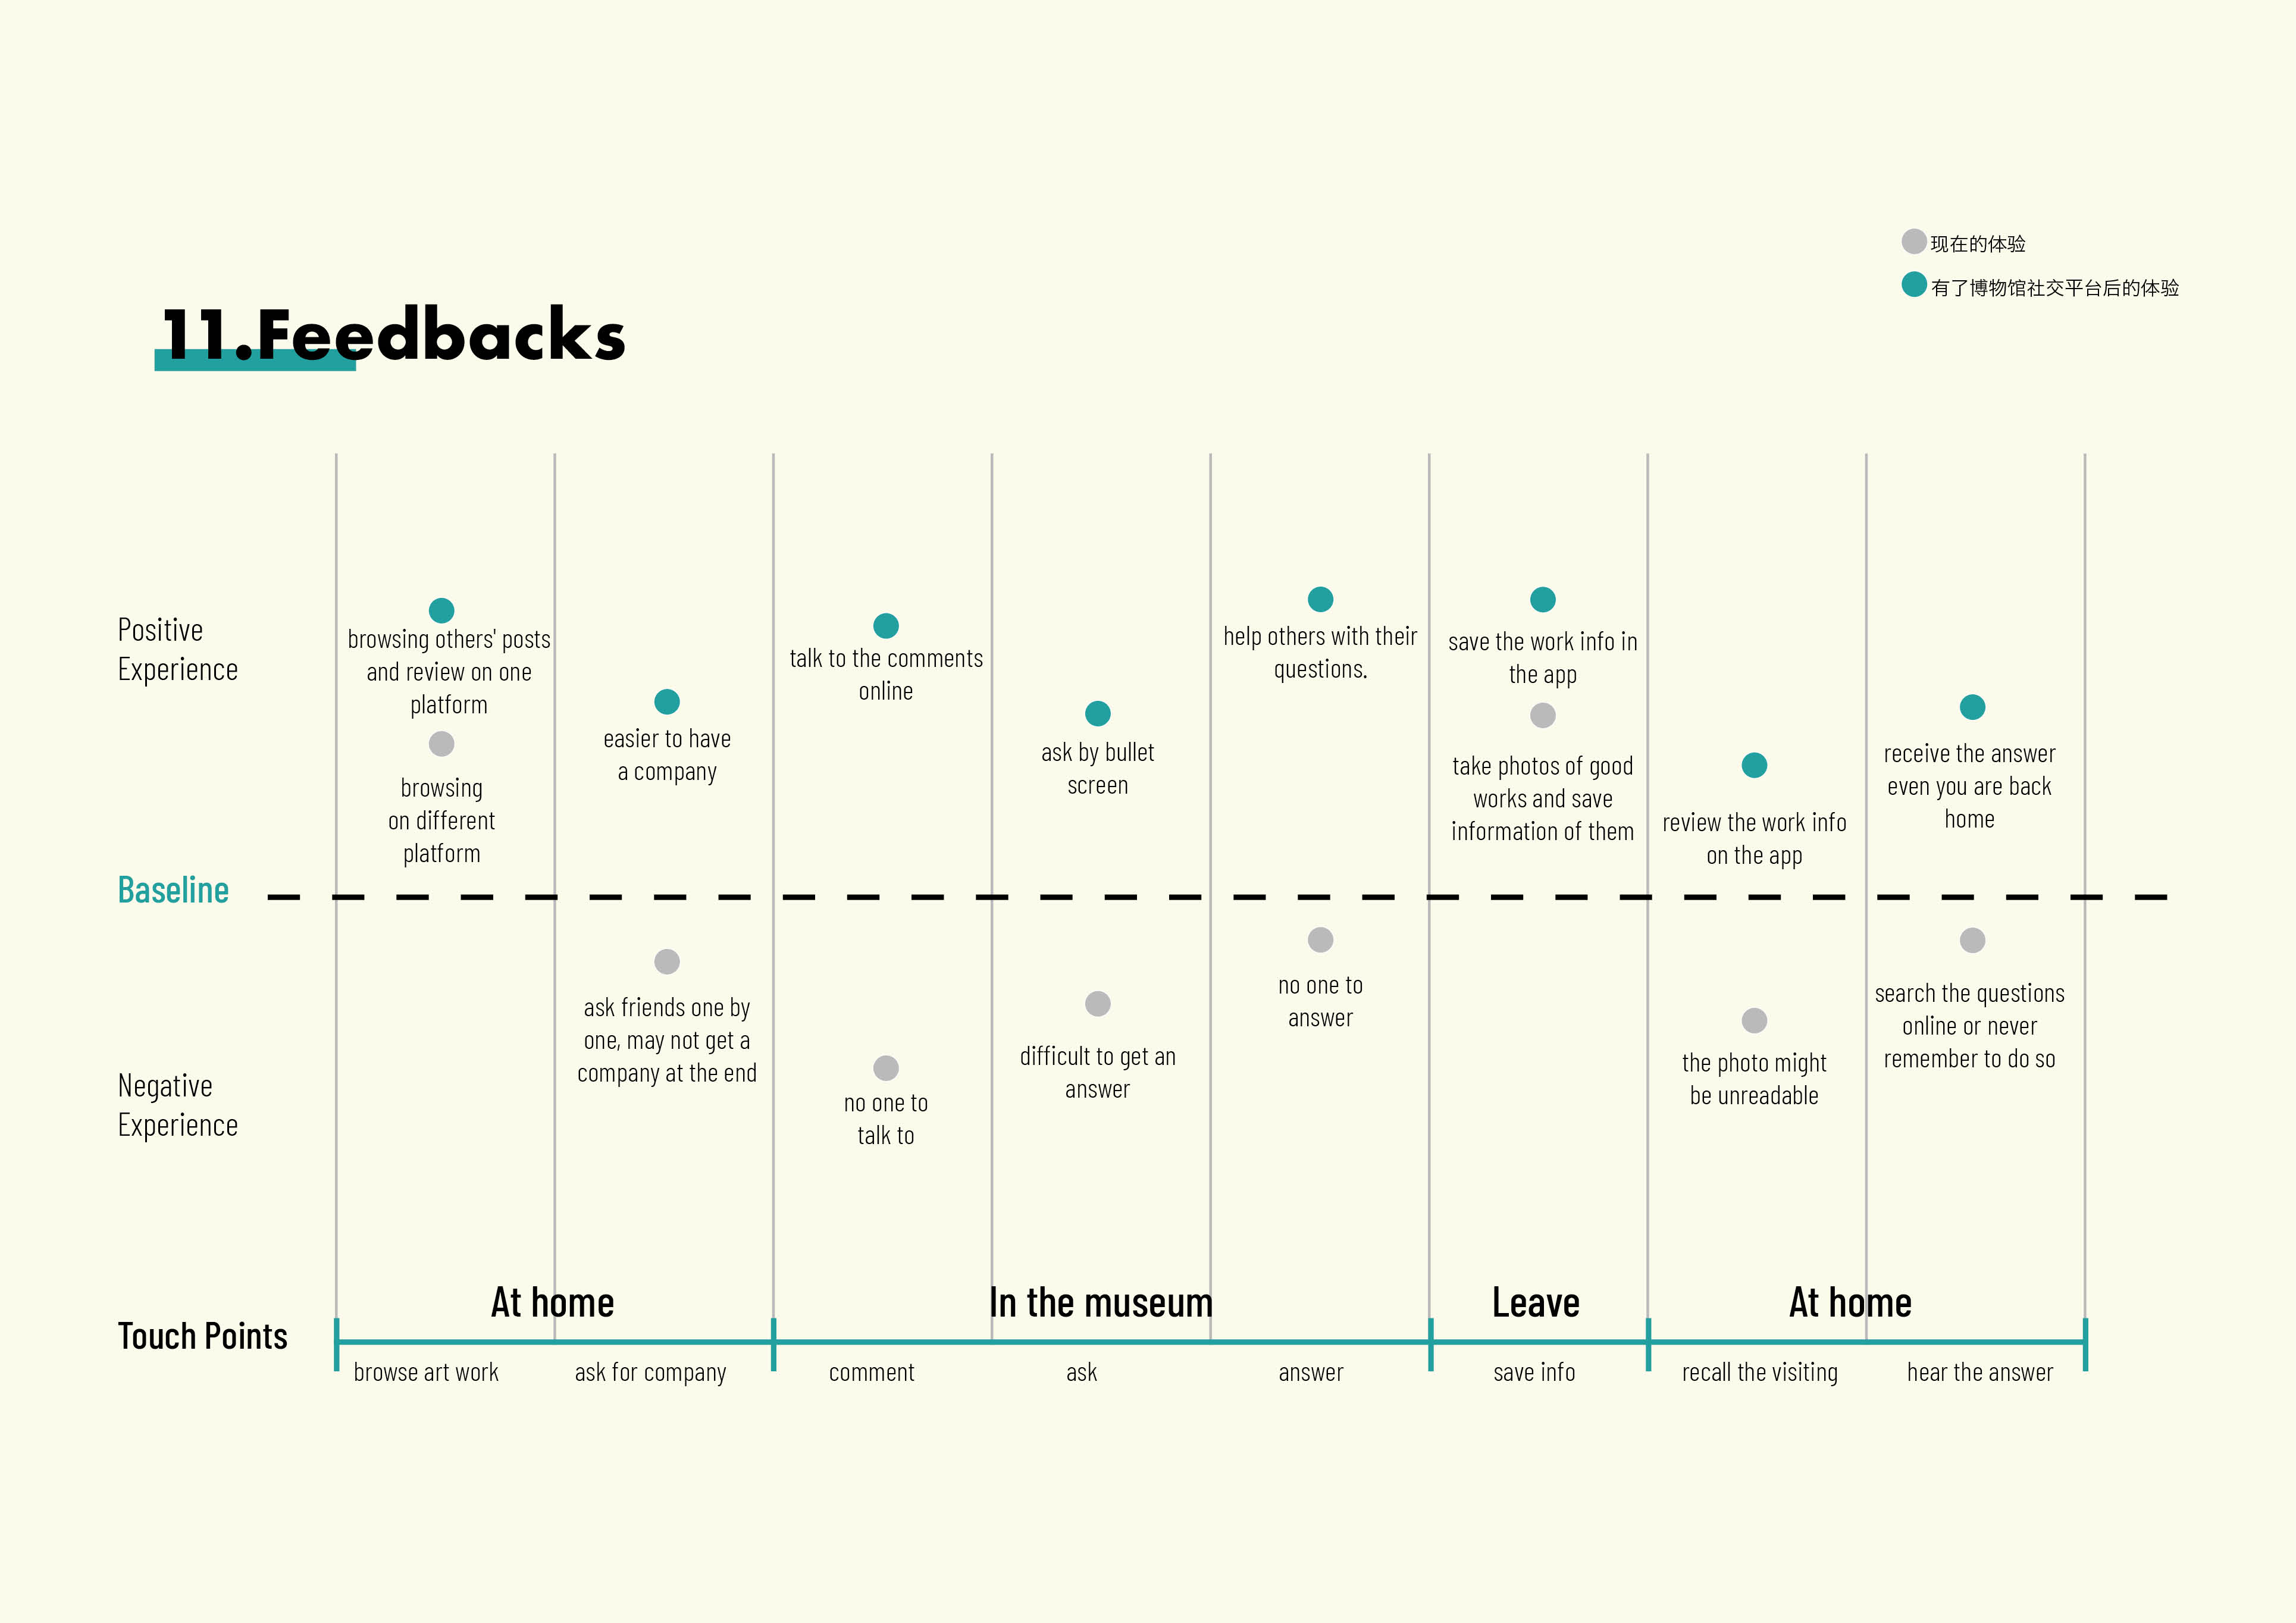 现在的体验
有了博物馆社交平台后的体验
11.Feedbacks
Positive
Experience
browsing others' posts
and review on one
platform
browsing
on different
platform
easier to have
a company
talk to the comments
online
ask by bullet
screen
help others with their
questions.
save the work info in
the app
take photos of good
works and save
information of them
review the work info
on the app
receive the answer
even you are back
home
Baseline
Negative
Experience
ask friends one by
one, may not get a
company at the end
no one to
talk to
difficult to get an
answer
no one to
answer
the photo might
be unreadable
search the questions
online or never
remember to do so
Touch Points
At home
In the museum
Leave
At home
browse art work
ask for company
comment
ask
answer
save info
recall the visiting
hear the answer